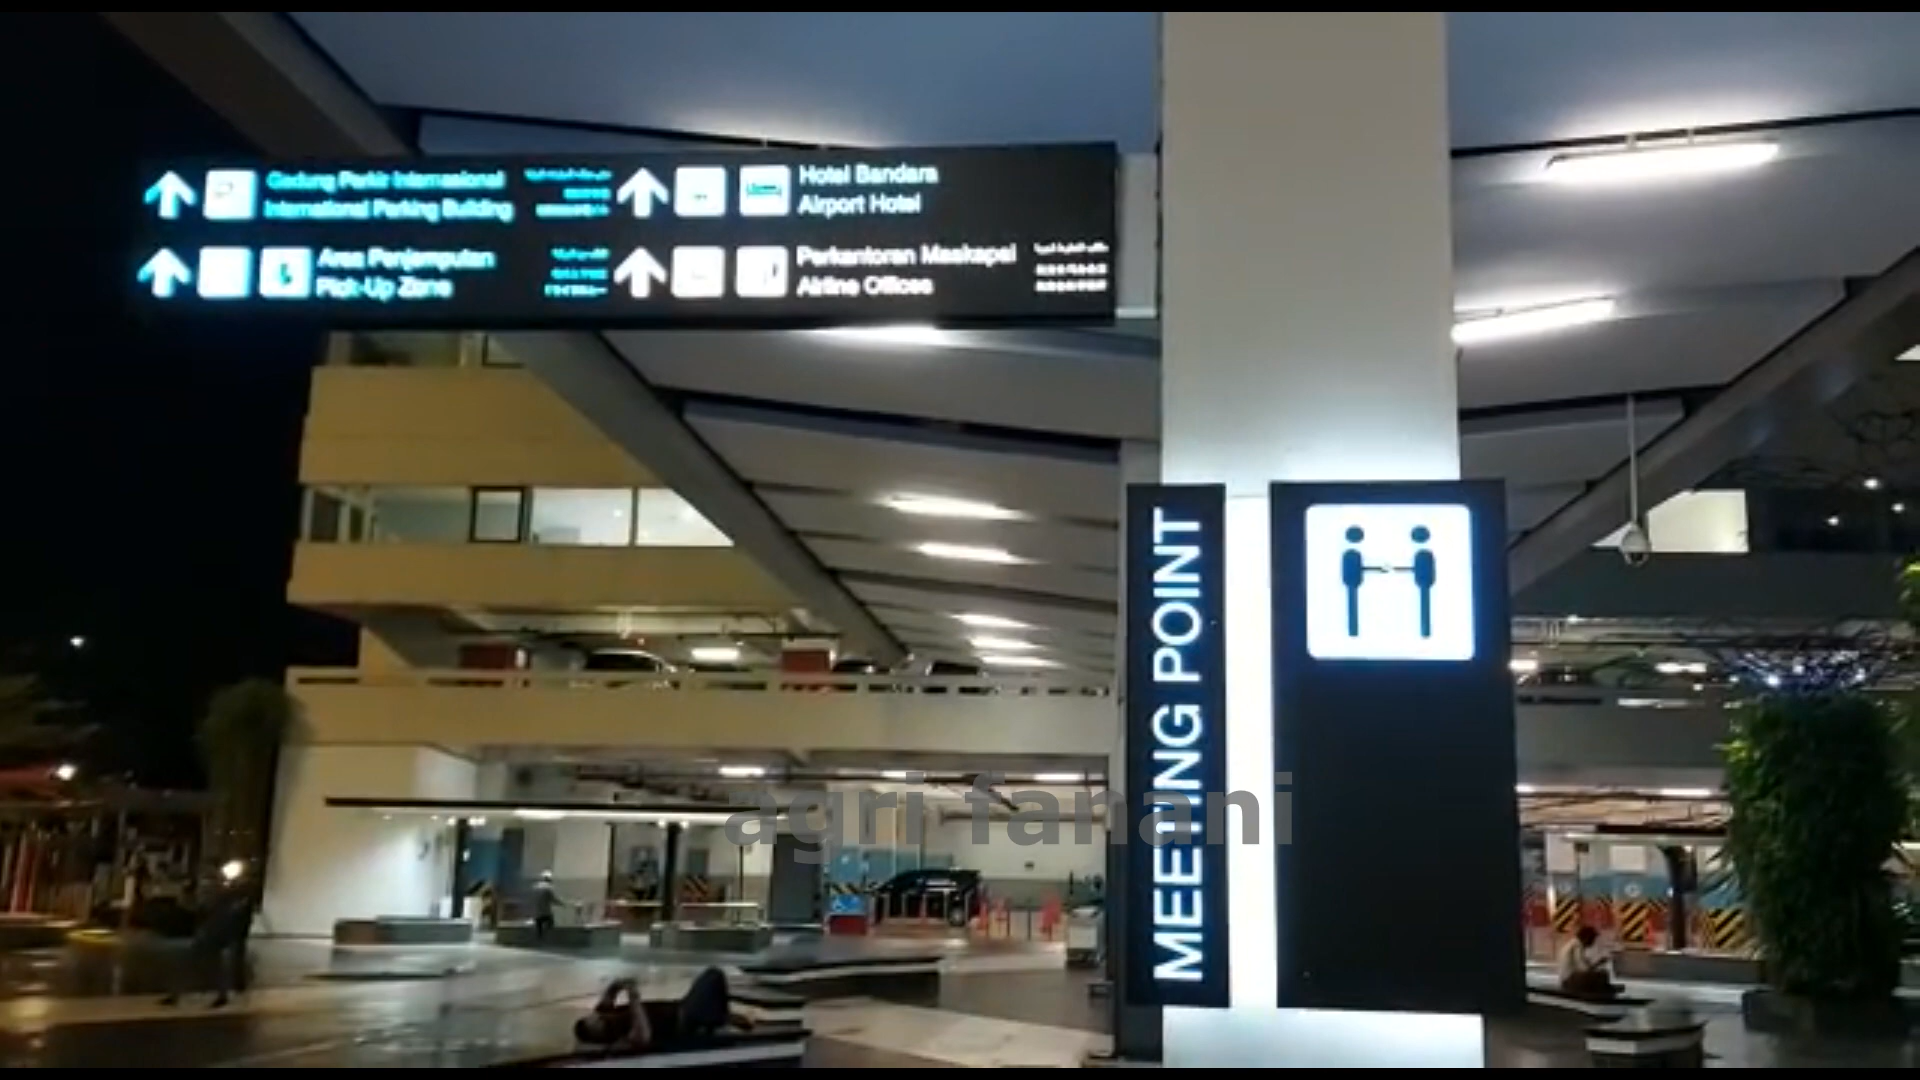 Gedung Parkir Internasional
International Parking Building
Hotel Bandara
Airport Hotel
Area Penjemputan
Pick-Up Zone
Perkantoran Maskapai
Airline Offices
MEETING POINT
agri fanani